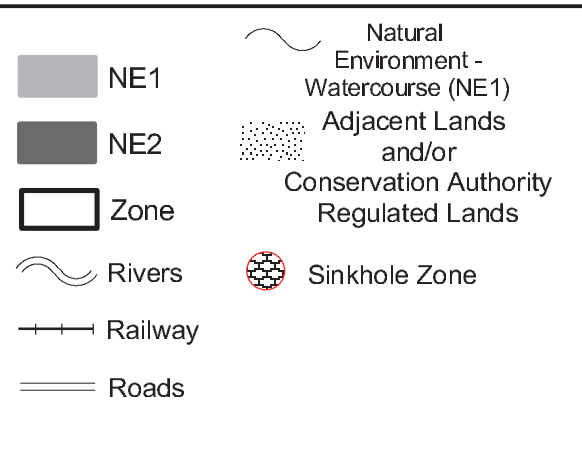 NE1
NE2
Zone
Rivers
Railway
Roads
Natural
Environment -
Watercourse (NE1)
Adjacent Lands
and/or
Conservation Authority
Regulated Lands
Sinkhole Zone